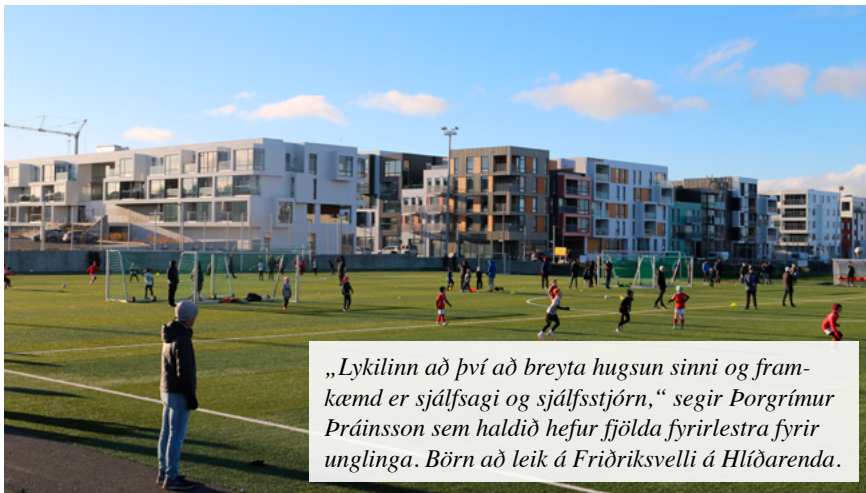 „Lykilinn að því að breyta hugsun sinni og fram-
kæmd er sjálfsagi og sjálfsstjórn,“ segir Þorgrímur
Þráinsson sem haldið hefur fjölda fyrirlestra fyrir
unglinga. Börn að leik á Friðriksvelli á Hlíðarenda.